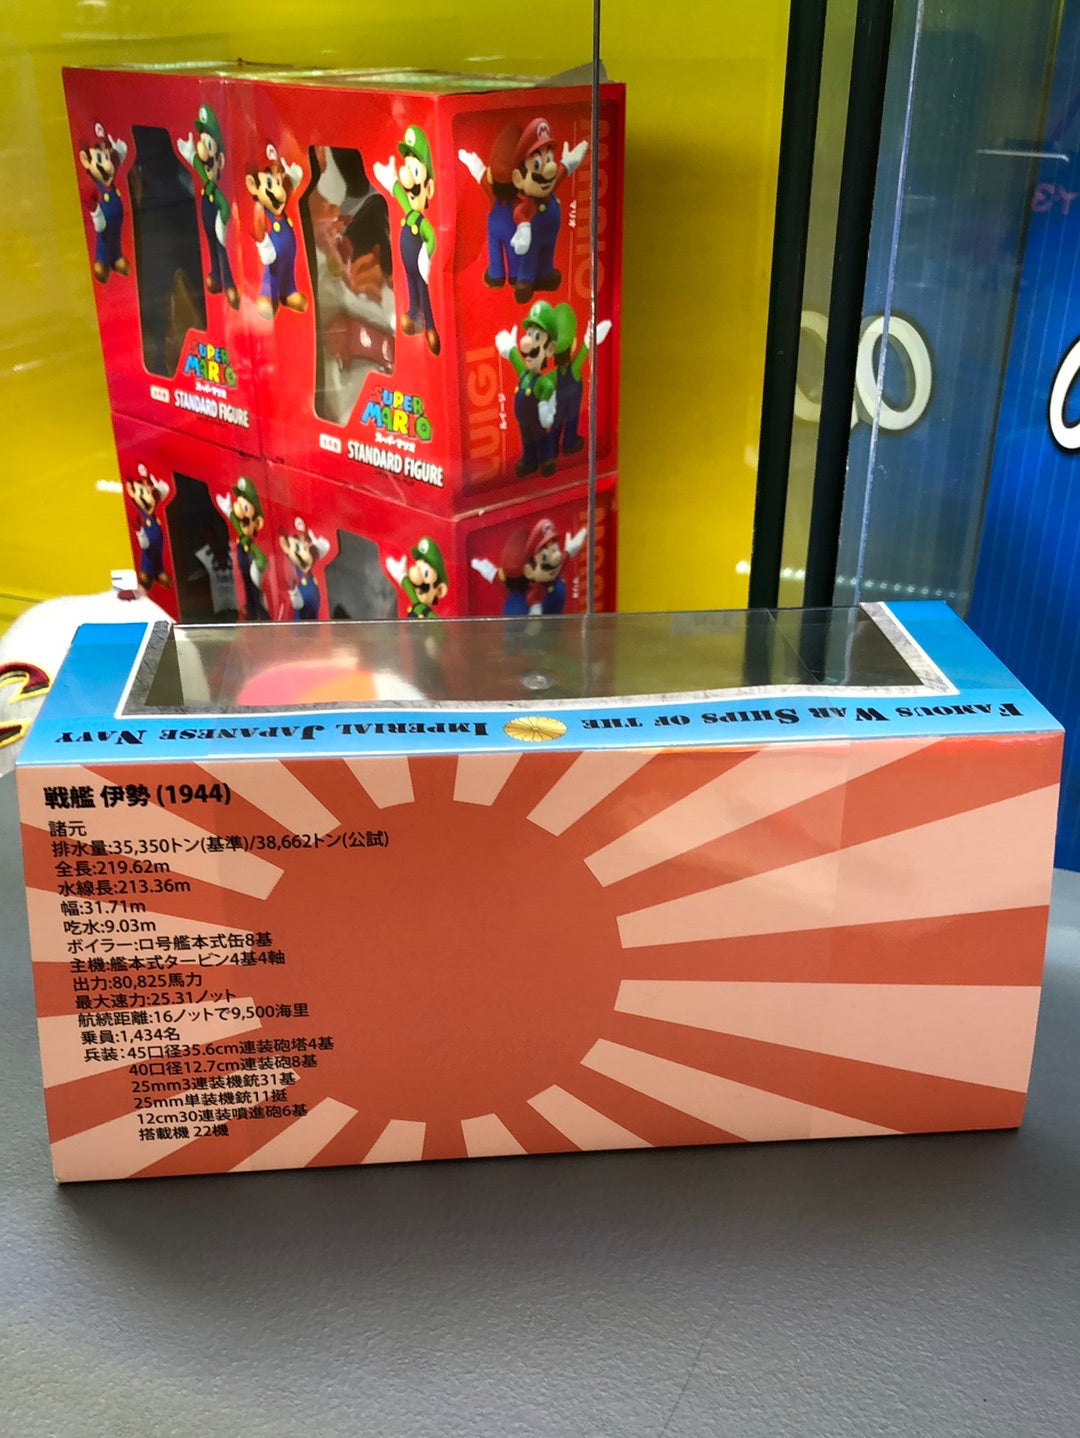 SUPER
MARIO
スーパーマリオ
STANDARD FIGURE
SUPER
MARIO
スーパーマリオ
STANDARD FIGURE
MARIO
マリオ
LUIGI
ルイージ
FAMOUS WAR SHIPS OF THE IMPERIAL JAPANESE NAVY
戦艦 伊勢 (1944)
諸元
排水量:35,350トン(基準)/38,662トン(公試)
全長:219.62m
水線長:213.36m
幅:31.71m
吃水:9.03m
ボイラー:ロ号艦本式缶8基
主機:艦本式タービン4基4軸
出力:80,825馬力
最大速力:25.31ノット
航続距離:16ノットで9,500海里
乗員:1,434名
兵装:45口径35.6cm連装砲塔4基
40口径12.7cm連装砲8基
25mm3連装機銃31基
25mm単装機銃11挺
12cm30連装噴進砲6基
搭載機 22機